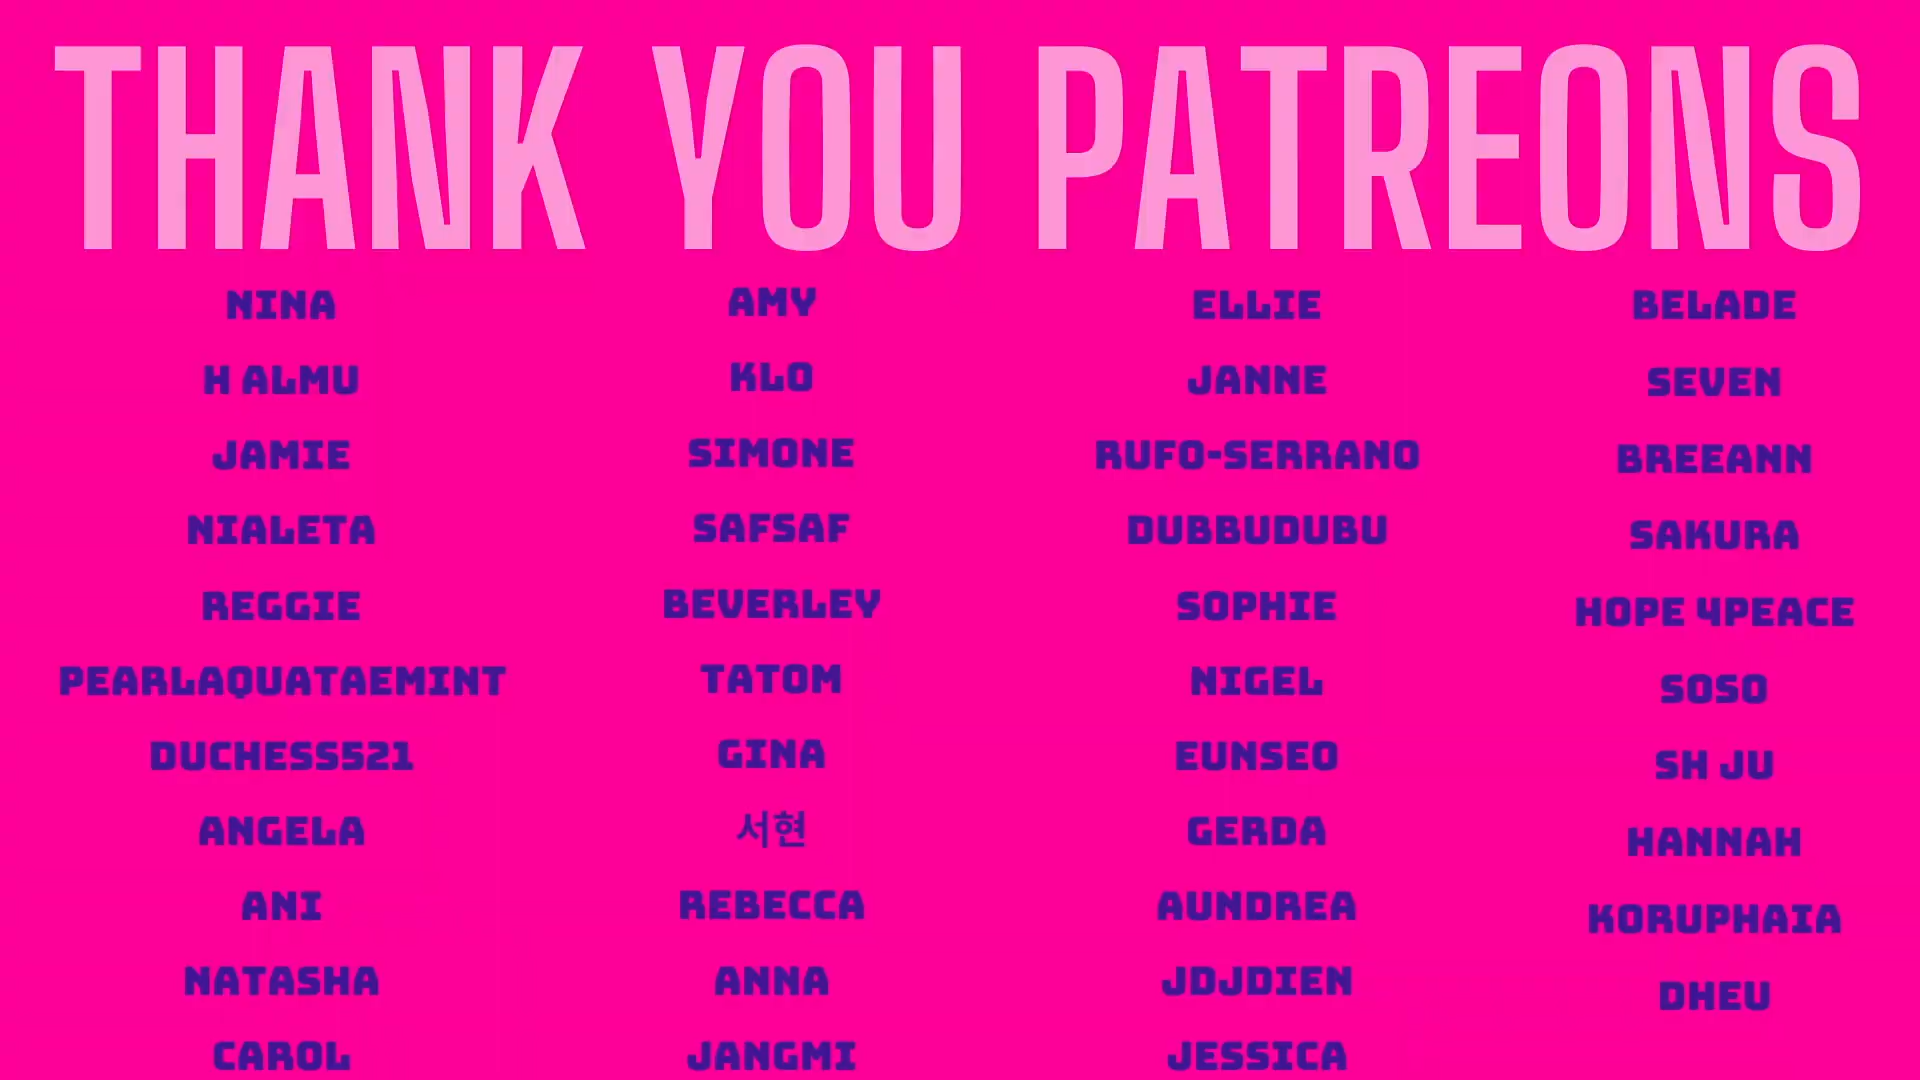 THANK YOU PATREONS
NINA
H ALMU
JAMIE
NIALETA
REGGIE
PEARLAQUATAEMINT
DUCHESS521
ANGELA
ANI
NATASHA
CAROL
AMY
KLO
SIMONE
SAFSAF
BEVERLEY
TATOM
GINA
서현
REBECCA
ANNA
JANGMI
ELLIE
JANNE
RUFO-SERRANO
DUBBUDUBU
SOPHIE
NIGEL
EUNSEO
GERDA
AUNDREA
JDJDIEN
JESSICA
BELADE
SEVEN
BREEANN
SAKURA
HOPE 4PEACE
SOSO
SH JU
HANNAH
KORUPHAIA
DHEU